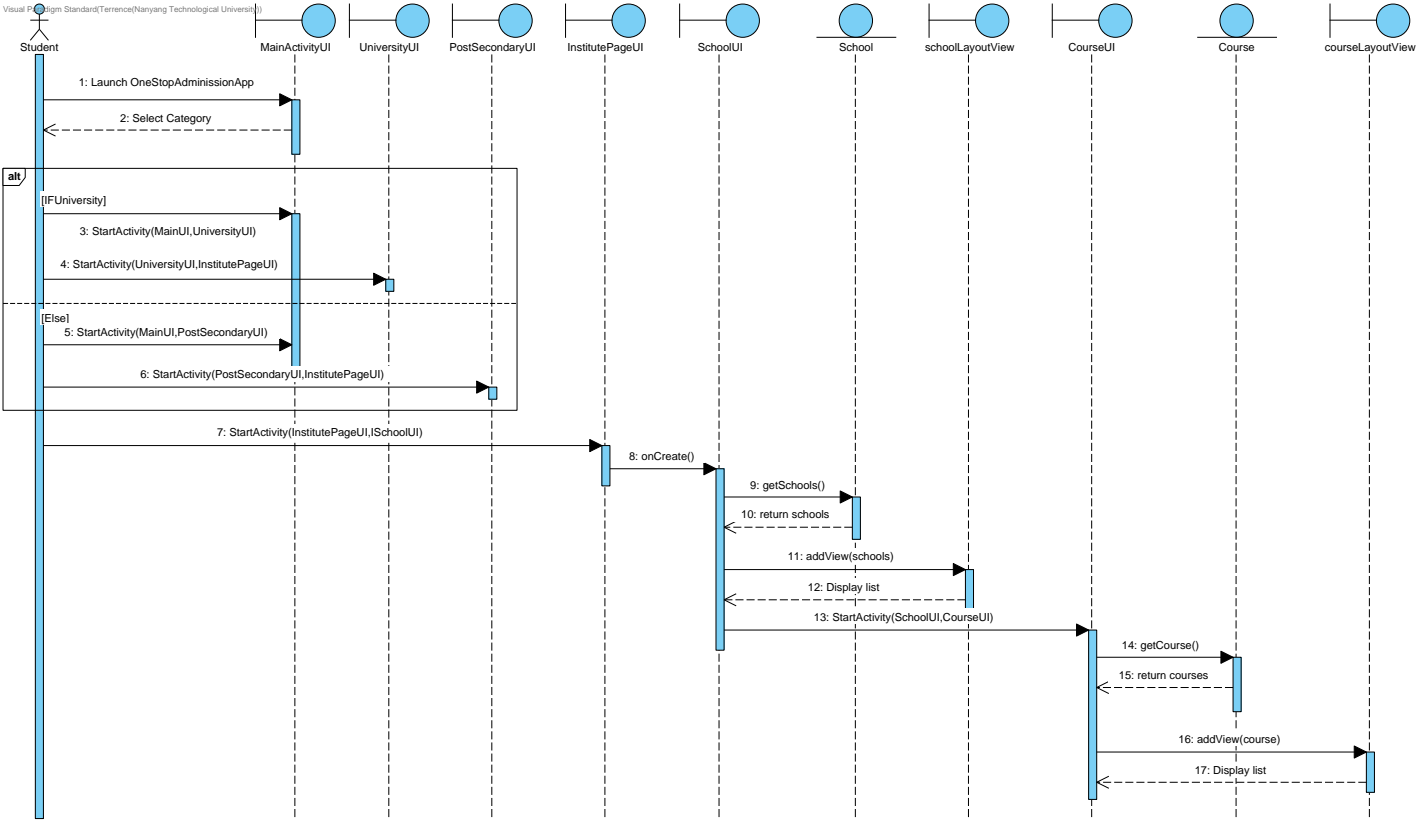 Visual Paradigm Standard(Terrence(Nanyang Technological University))
Student
MainActivityUI
UniversityUI
PostSecondaryUI
InstitutePageUI
SchoolUI
School
schoolLayoutView
CourseUI
Course
courseLayoutView
1: Launch OneStopAdminissionApp
2: Select Category
alt
[IFUniversity]
3: StartActivity(MainUI,UniversityUI)
4: StartActivity(UniversityUI,InstitutePageUI)
[Else]
5: StartActivity(MainUI,PostSecondaryUI)
6: StartActivity(PostSecondaryUI,InstitutePageUI)
7: StartActivity(InstitutePageUI,ISchoolUI)
8: onCreate()
9: getSchools()
10: return schools
11: addView(schools)
12: Display list
13: StartActivity(SchoolUI,CourseUI)
14: getCourse()
15: return courses
16: addView(course)
17: Display list